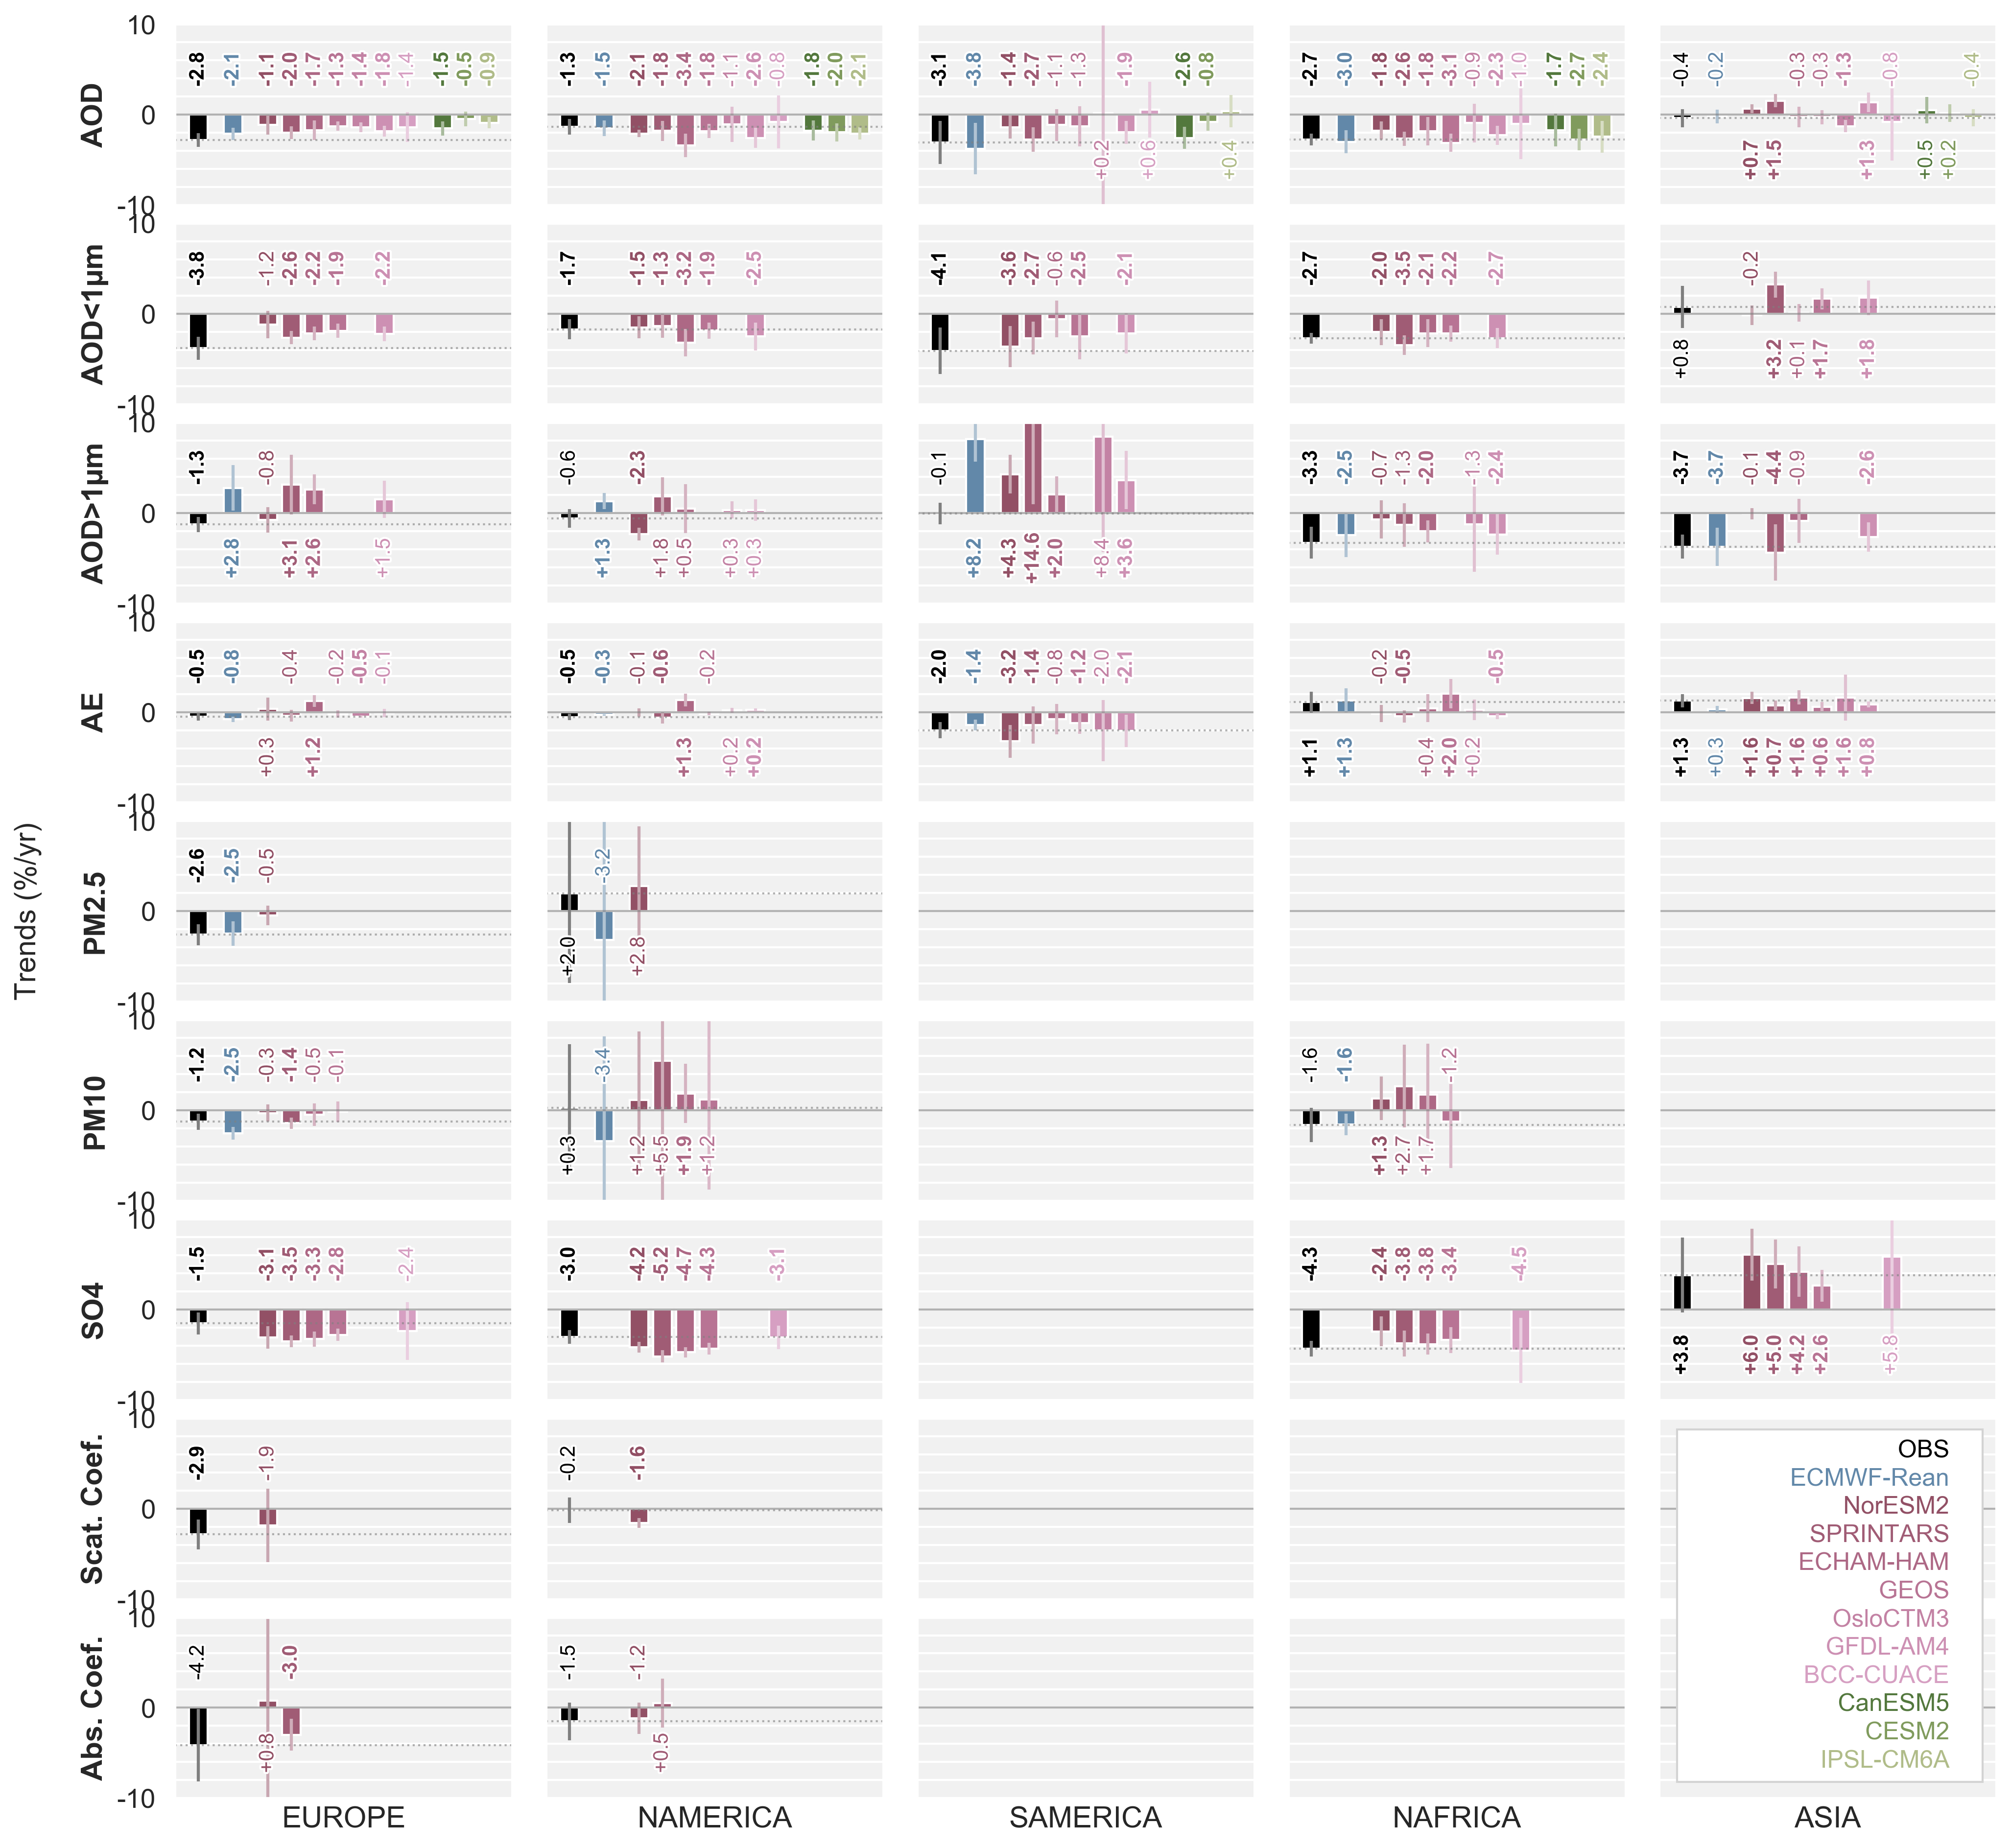 Trends (%/yr)
AOD
10
0
-10
-2.8 -2.1 -1.1 -2.0 -1.7 -1.3 -1.4 -1.8 -1.4 -1.5 -0.5 -0.9
-1.3 -1.5 -2.1 -1.8 -3.4 -1.8 -1.1 -2.6 -0.8 -1.8 -2.0 -2.1
-3.1 -3.8 -1.4 -2.7 -1.1 -1.3 +0.2 -1.9 +0.6 -2.6 -0.8 +0.4
-2.7 -3.0 -1.8 -2.6 -1.8 -3.1 -0.9 -2.3 -1.0 -1.7 -2.7 -2.4
-0.4 -0.2 +0.7 +1.5 -0.3 -0.3 -1.3 +1.3 -0.8 +0.5 +0.2 -0.4
AOD<1µm
10
0
-10
-3.8 -1.2 -2.6 -2.2 -1.9 -2.2
-1.7 -1.5 -1.3 -3.2 -1.9 -2.5
-4.1 -3.6 -2.7 -0.6 -2.5 -2.1
-2.7 -2.0 -3.5 -2.1 -2.2 -2.7
+0.8 -0.2 +3.2 +0.1 +1.7 +1.8
AOD>1µm
10
0
-10
-1.3 +2.8 -0.8 +3.1 +2.6 +1.5
-0.6 +1.3 -2.3 +1.8 +0.5 +0.3 +0.3
-0.1 +8.2 +4.3 +14.6 +2.0 +8.4 +3.6
-3.3 -2.5 -0.7 -1.3 -2.0 -1.3 -2.4
-3.7 -3.7 -0.1 -4.4 -0.9 -2.6
AE
10
0
-10
-0.5 -0.8 +0.3 -0.4 +1.2 -0.2 -0.5 -0.1
-0.5 -0.3 -0.1 -0.6 +1.3 -0.2 +0.2 +0.2
-2.0 -1.4 -3.2 -1.4 -0.8 -1.2 -2.0 -2.1
+1.1 +1.3 -0.2 -0.5 +0.4 +2.0 +0.2 -0.5
+1.3 +0.3 +1.6 +0.7 +1.6 +0.6 +1.6 +0.8
PM2.5
10
0
-10
-2.6 -2.5 -0.5
+2.0 -3.2 +2.8
PM10
10
0
-10
-1.2 -2.5 -0.3 -1.4 -0.5 -0.1
+0.3 -3.4 +1.2 +5.5 +1.9 +1.2
-1.6 -1.6 +1.3 +2.7 +1.7 -1.2
SO4
10
0
-10
-1.5 -3.1 -3.5 -3.3 -2.8 -2.4
-3.0 -4.2 -5.2 -4.7 -4.3 -3.1
-4.3 -2.4 -3.8 -3.8 -3.4 -4.5
+3.8 +6.0 +5.0 +4.2 +2.6 +5.8
Scat. Coef.
10
0
-10
-2.9 -1.9
-0.2 -1.6
Abs. Coef.
10
0
-10
-4.2 +0.8 -3.0
-1.5 -1.2 +0.5
OBS
ECMWF-Rean
NorESM2
SPRINTARS
ECHAM-HAM
GEOS
OsloCTM3
GFDL-AM4
BCC-CUACE
CanESM5
CESM2
IPSL-CM6A
EUROPE
NAMERICA
SAMERICA
NAFRICA
ASIA